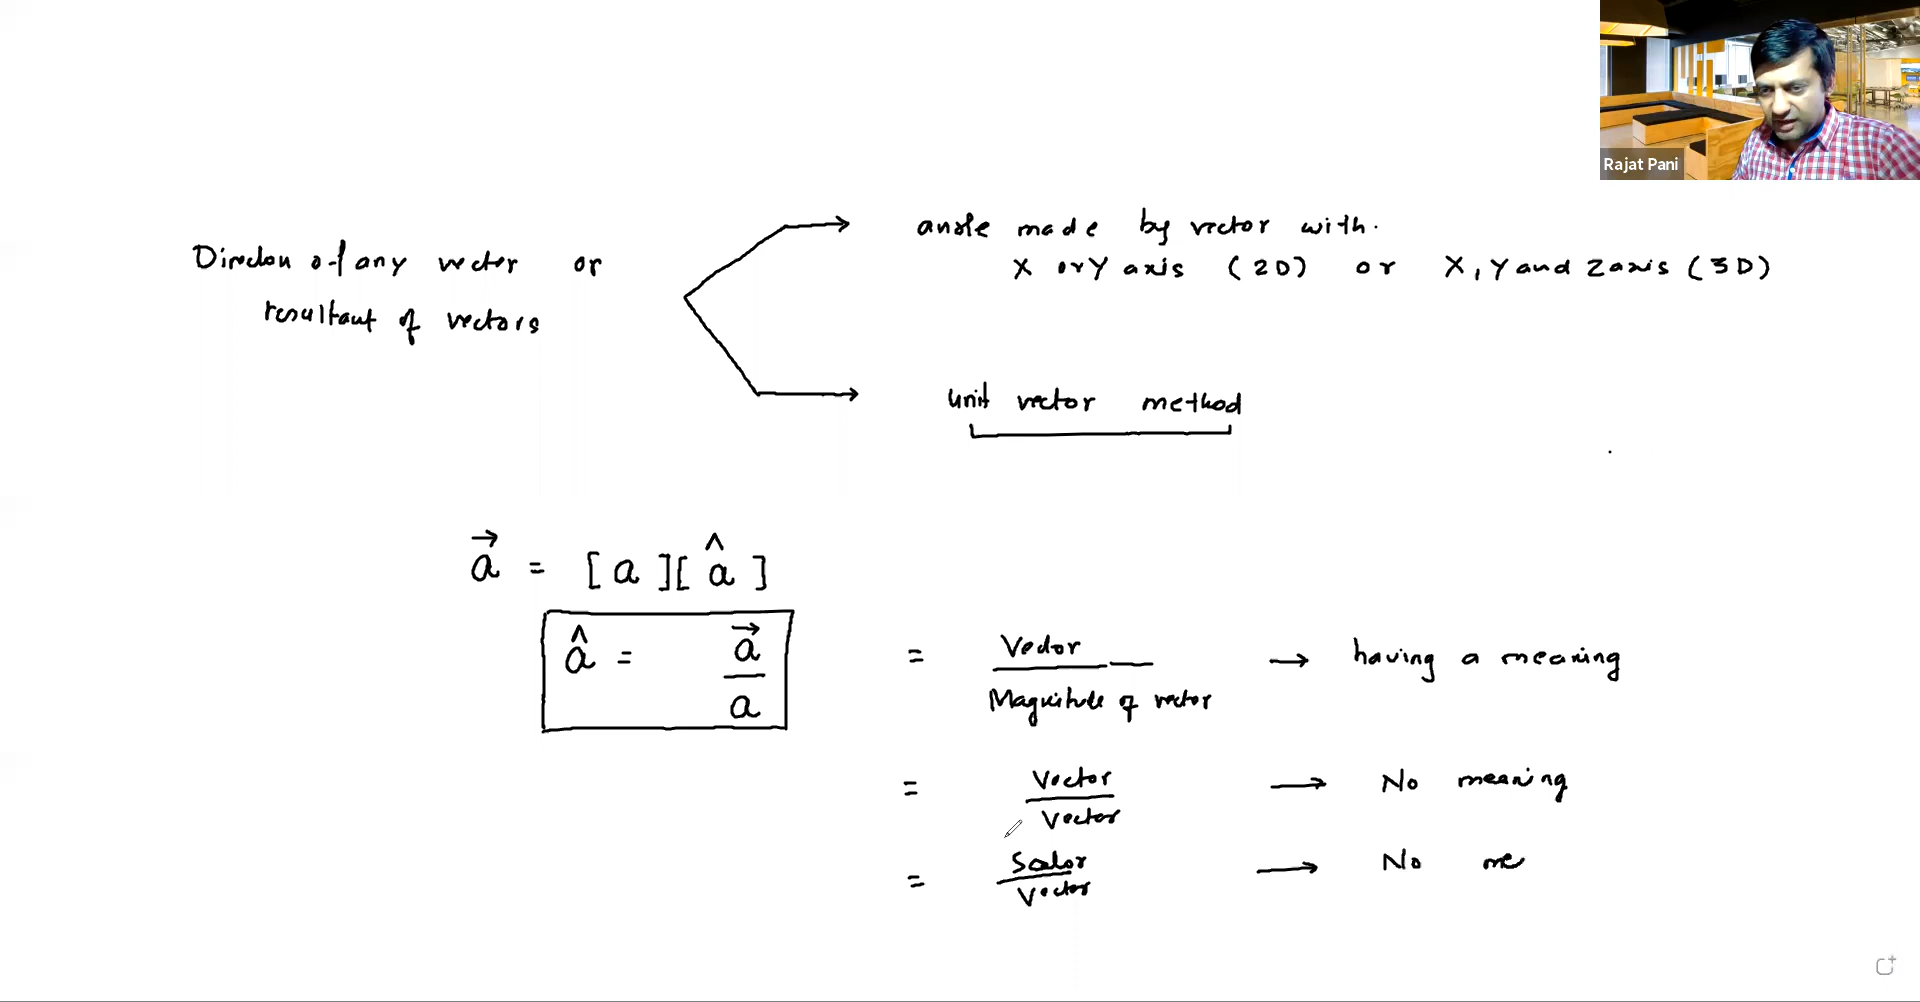 Rajat Pani
angle made by vector with.
Direction of any vector or
X or Y axis (2D) or X, Y and Z axis (3D)
resultant of vectors
unit vector method
a⃗ = [a][â]
â = a⃗ / a = Vector / Magnitude of vector → having a meaning
= Vector / Vector → No meaning
= Scalar / Vector → No me